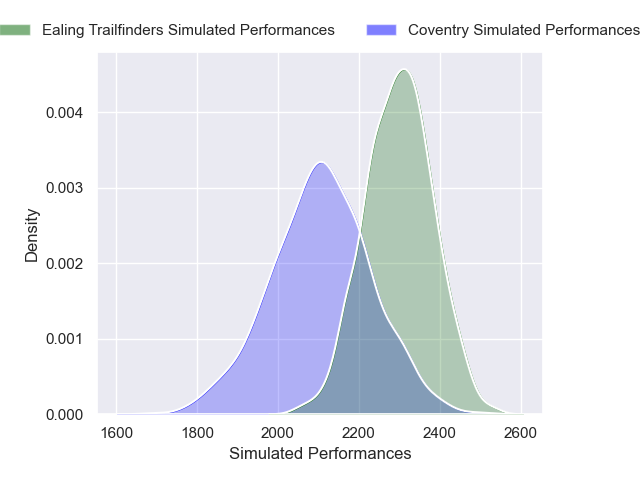 Ealing Trailfinders Simulated Performances
Coventry Simulated Performances
0.004
0.003
0.002
0.001
0.000
Density
1600
1800
2000
2200
2400
2600
Simulated Performances